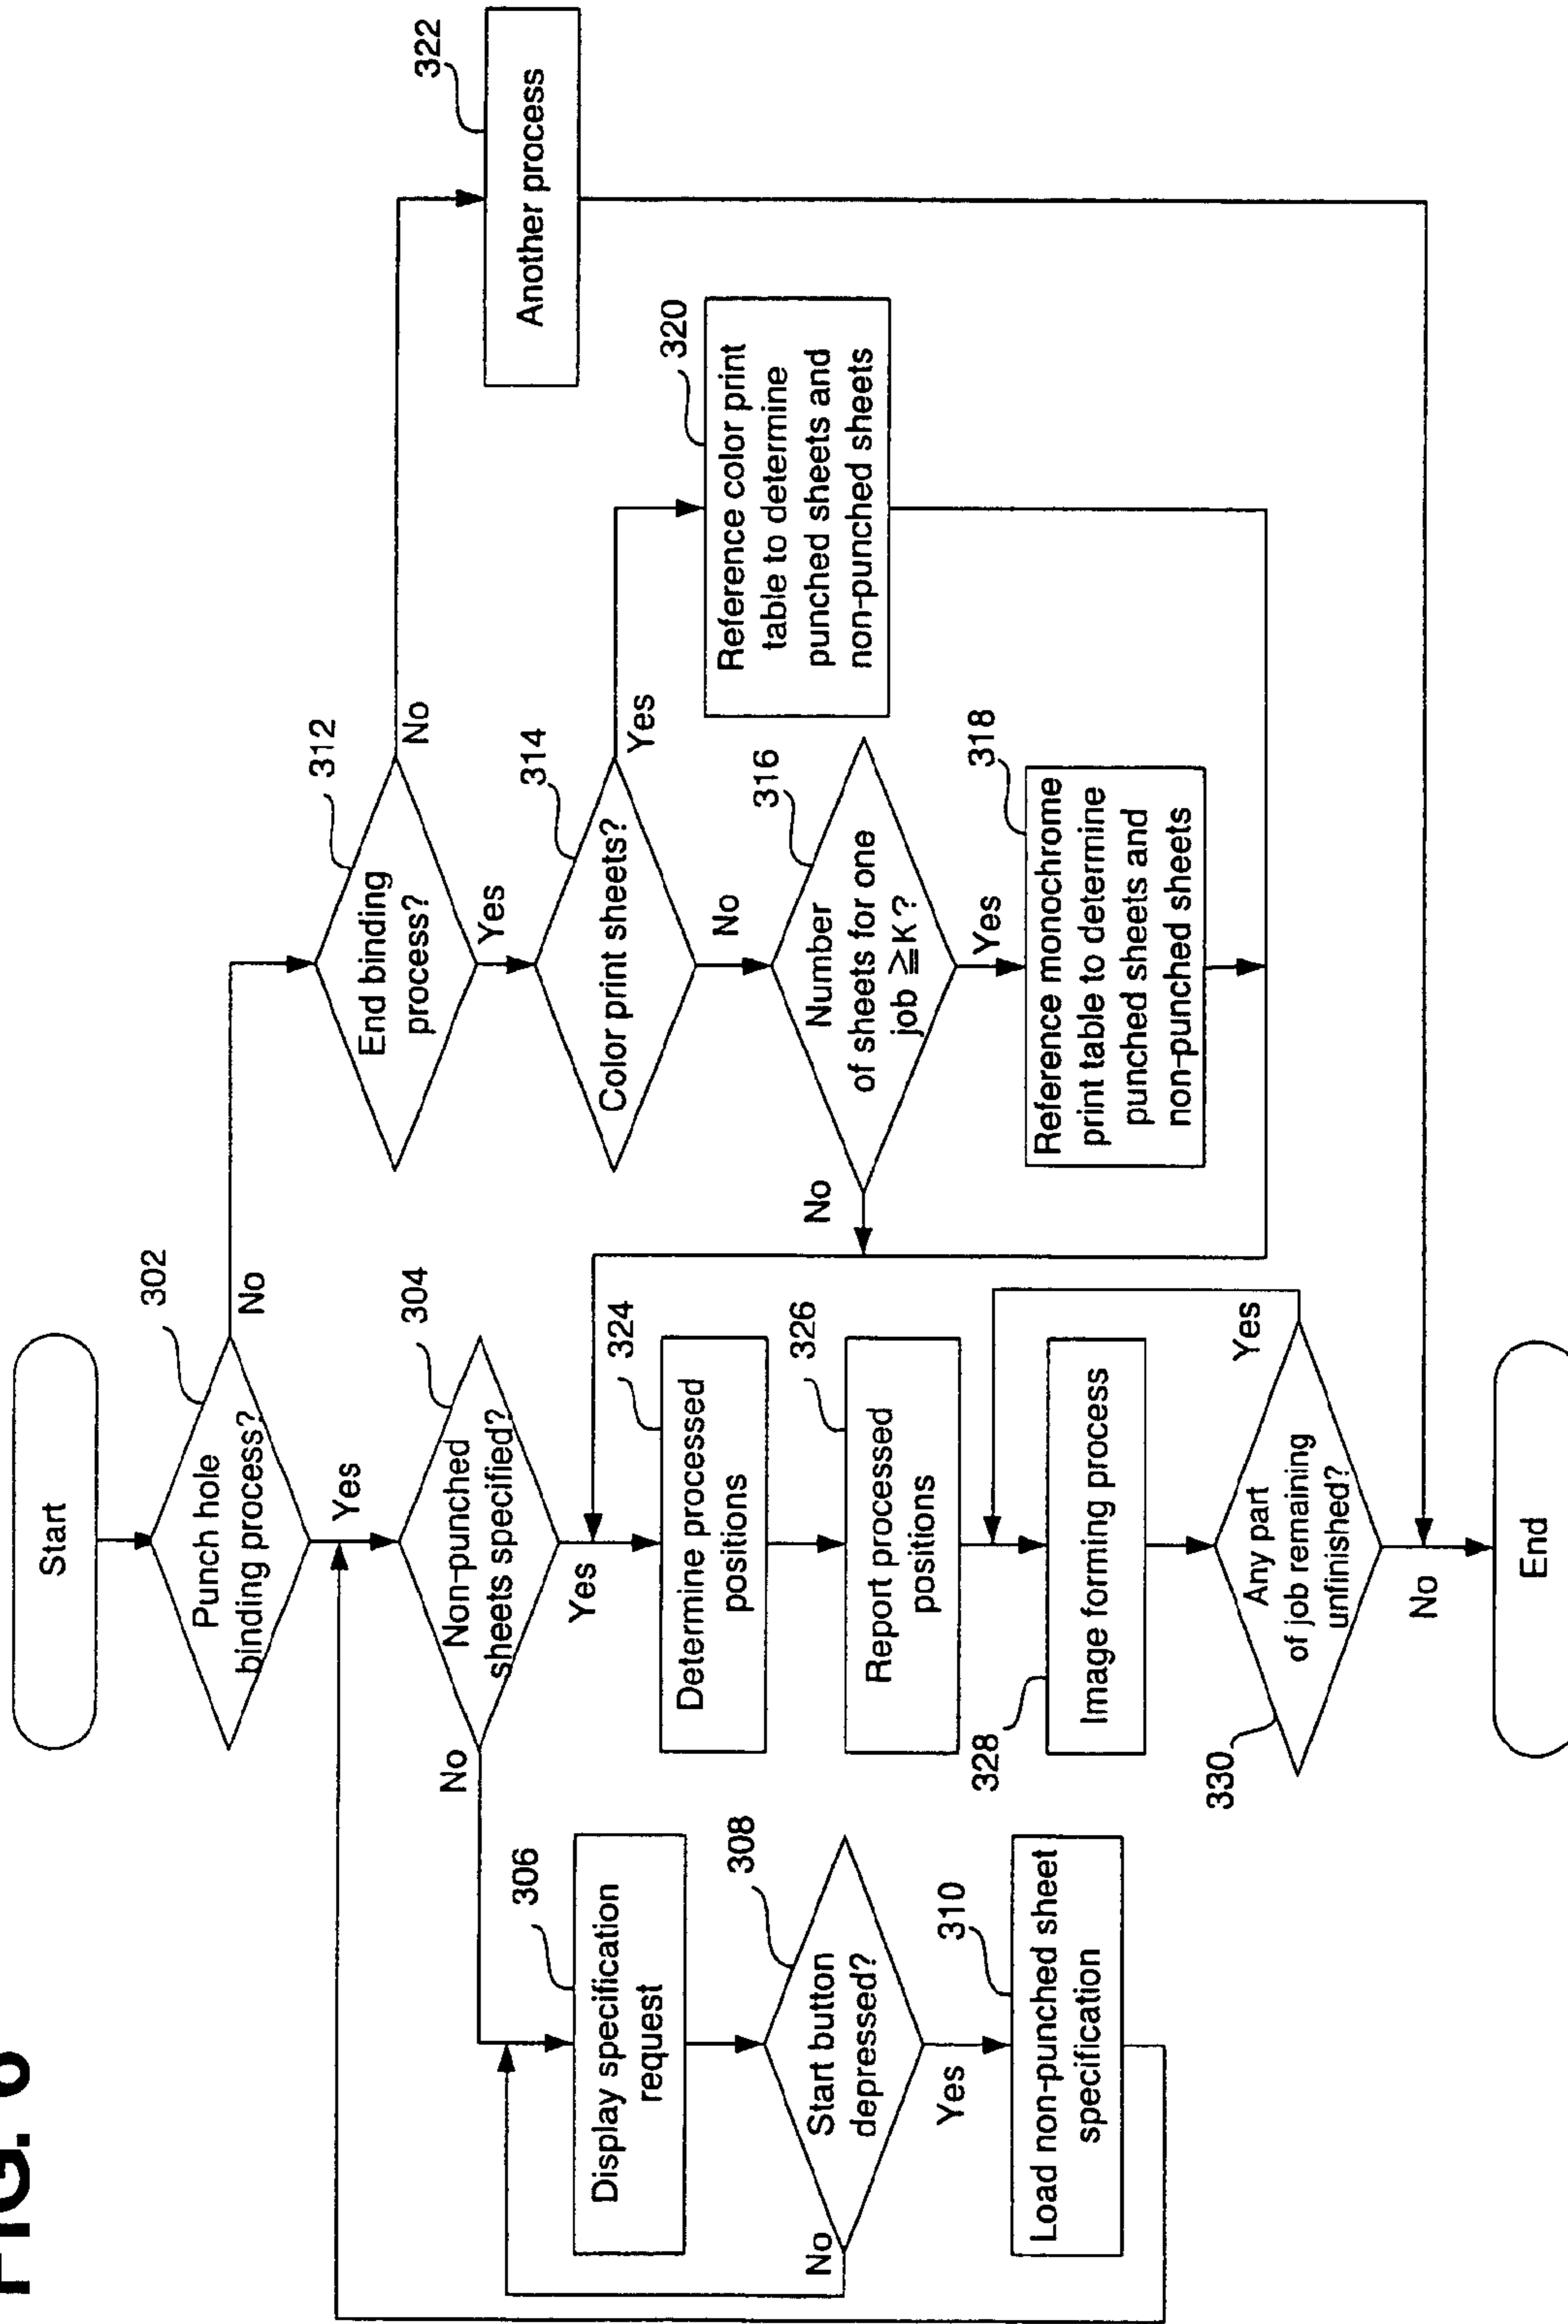 Start
302
Punch hole
binding process?
No
Yes
304
Non-punched
sheets specified?
No
Yes
306
Display specification
request
308
Start button
depressed?
No
Yes
310
Load non-punched sheet
specification
312
End binding
process?
No
Yes
314
Color print sheets?
Yes
No
316
Number
of sheets for one
job ≧K?
No
Yes
318
Reference monochrome
print table to determine
punched sheets and
non-punched sheets
320
Reference color print
table to determine
punched sheets and
non-punched sheets
322
Another process
324
Determine processed
positions
326
Report processed
positions
328
Image forming process
330
Any part
of job remaining
unfinished?
Yes
No
End